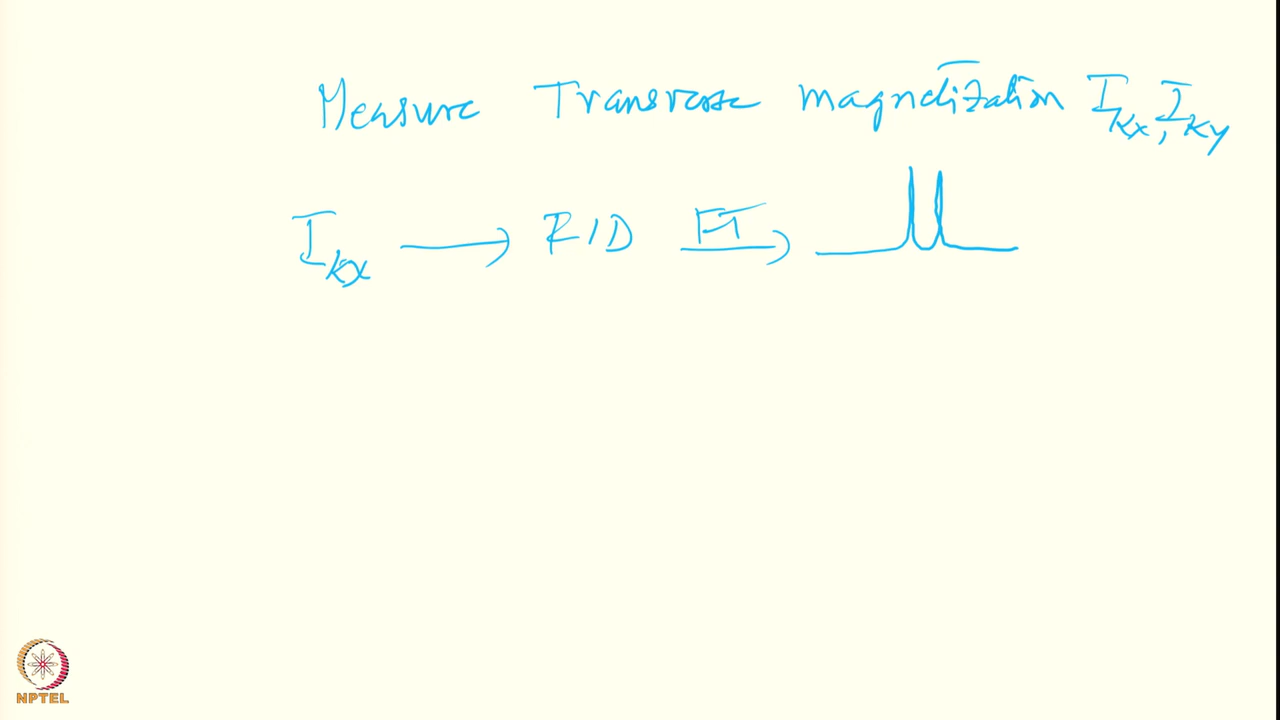 Measure Transverse magnetization I_kx, I_ky
I_kx → FID FT →
NPTEL